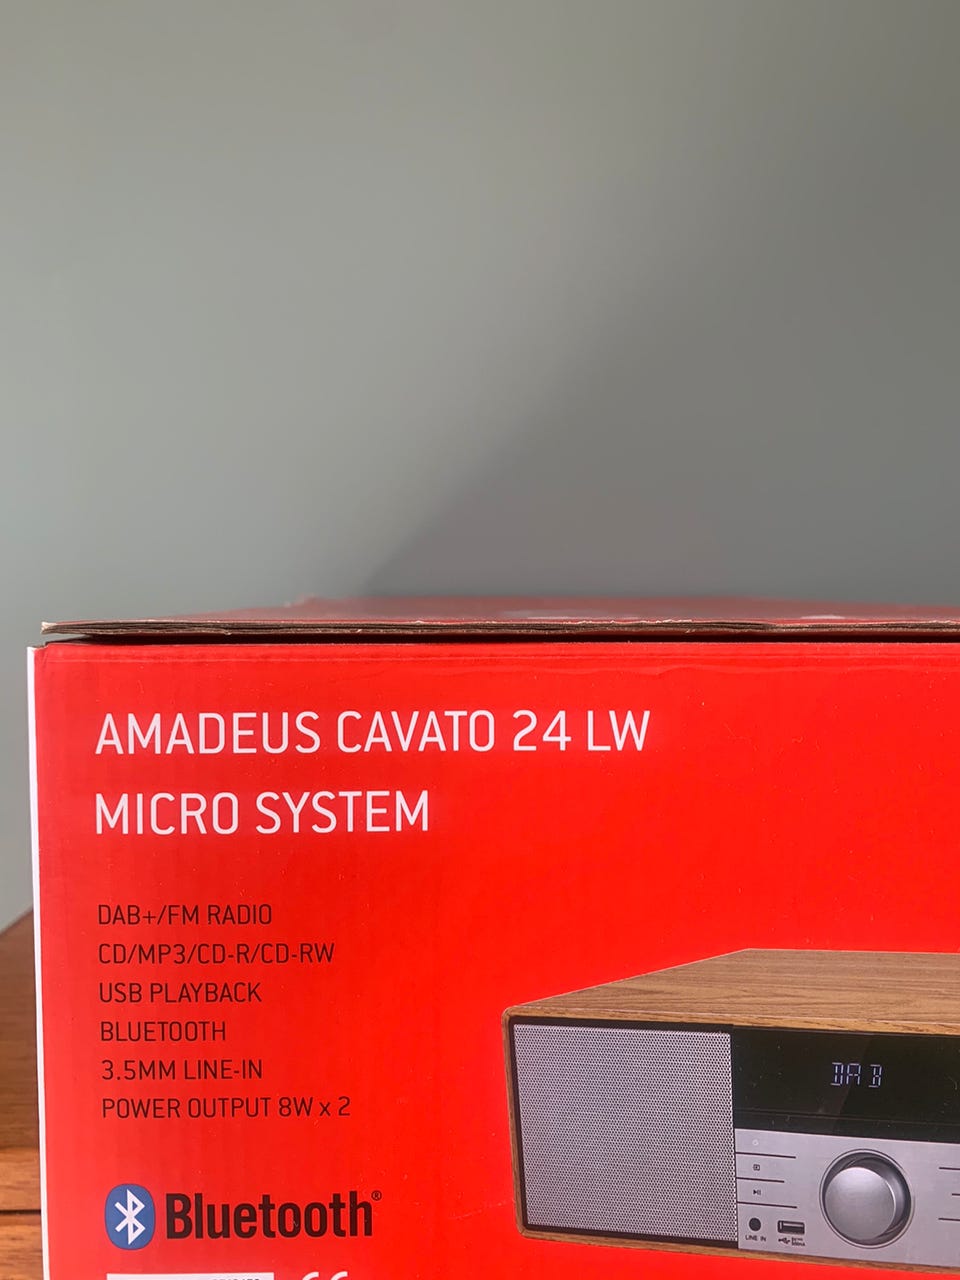 AMADEUS CAVATO 24 LW
MICRO SYSTEM
DAB+/FM RADIO
CD/MP3/CD-R/CD-RW
USB PLAYBACK
BLUETOOTH
3.5MM LINE-IN
POWER OUTPUT 8W x 2
DAB
LINE IN
Bluetooth®